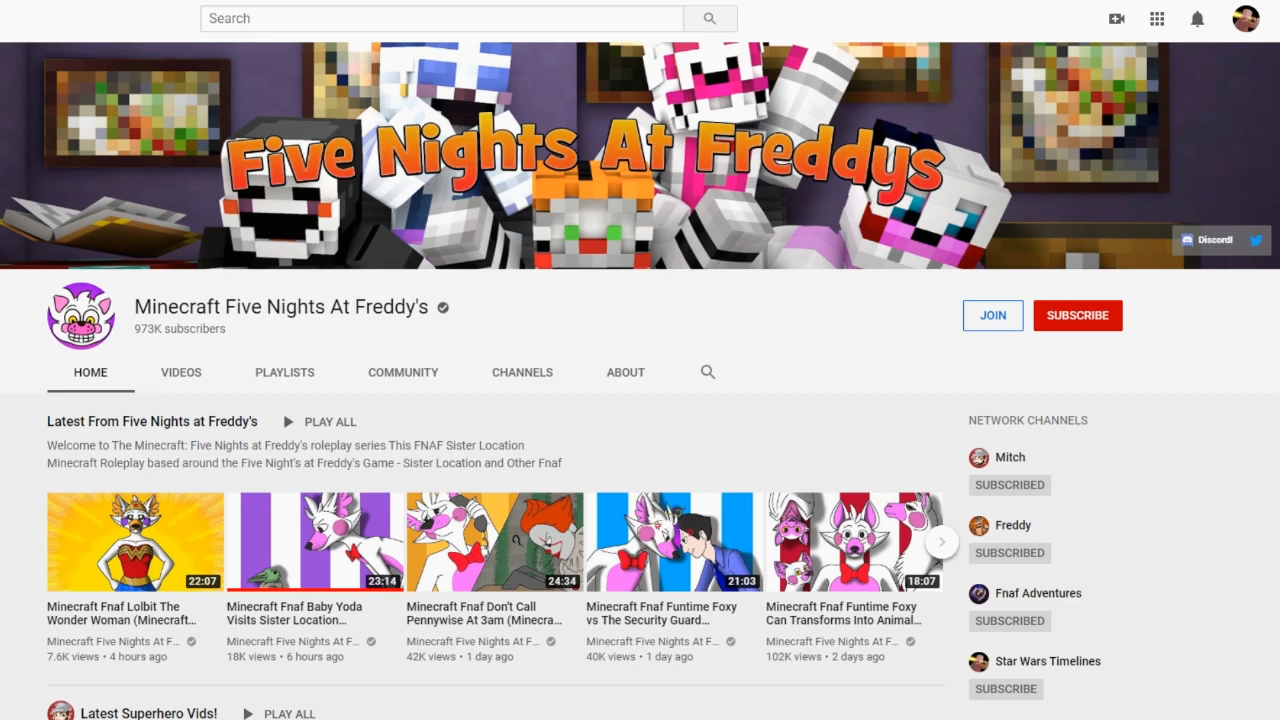 Search
Five Nights At Freddys
Discord!
Minecraft Five Nights At Freddy's
973K subscribers
JOIN
SUBSCRIBE
HOME
VIDEOS
PLAYLISTS
COMMUNITY
CHANNELS
ABOUT
Latest From Five Nights at Freddy's
PLAY ALL
Welcome to The Minecraft: Five Nights at Freddy's roleplay series This FNAF Sister Location
Minecraft Roleplay based around the Five Night's at Freddy's Game - Sister Location and Other Fnaf
22:07
Minecraft Fnaf Lolbit The
Wonder Woman (Minecraft...
Minecraft Five Nights At F...
7.6K views • 4 hours ago
23:14
Minecraft Fnaf Baby Yoda
Visits Sister Location...
Minecraft Five Nights At F...
18K views • 6 hours ago
?
24:34
Minecraft Fnaf Don't Call
Pennywise At 3am (Minecra...
Minecraft Five Nights At F...
42K views • 1 day ago
21:03
Minecraft Fnaf Funtime Foxy
vs The Security Guard...
Minecraft Five Nights At F...
40K views • 1 day ago
18:07
Minecraft Fnaf Funtime Foxy
Can Transforms Into Animal...
Minecraft Five Nights At F...
102K views • 2 days ago
NETWORK CHANNELS
Mitch
SUBSCRIBED
Freddy
SUBSCRIBED
Fnaf Adventures
SUBSCRIBED
Star Wars Timelines
SUBSCRIBE
Latest Superhero Vids!
PLAY ALL